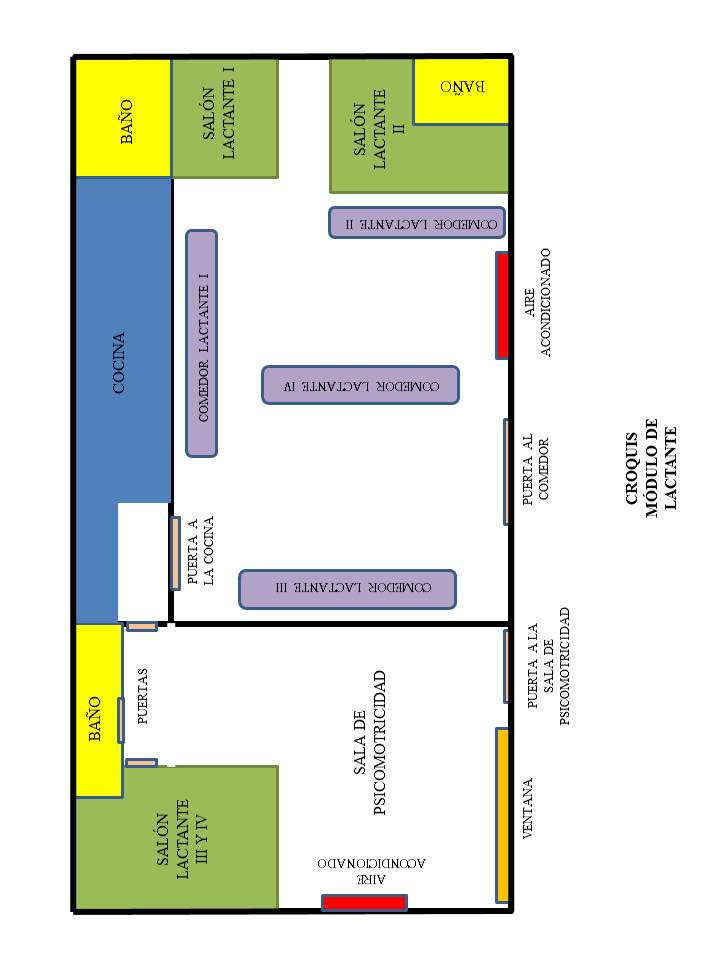 BAÑO
SALÓN
LACTANTE I
SALÓN
LACTANTE
II
BAÑO
COMEDOR LACTANTE II
COCINA
COMEDOR LACTANTE I
AIRE
ACONDICIONADO
COMEDOR LACTANTE IV
PUERTA AL
COMEDOR
PUERTA A
LA COCINA
COMEDOR LACTANTE III
CROQUIS
MÓDULO DE
LACTANTE
BAÑO
PUERTAS
SALA DE
PSICOMOTRICIDAD
PUERTA A LA
SALA DE
PSICOMOTRICIDAD
SALÓN
LACTANTE
III Y IV
AIRE
ACONDICIONADO
VENTANA